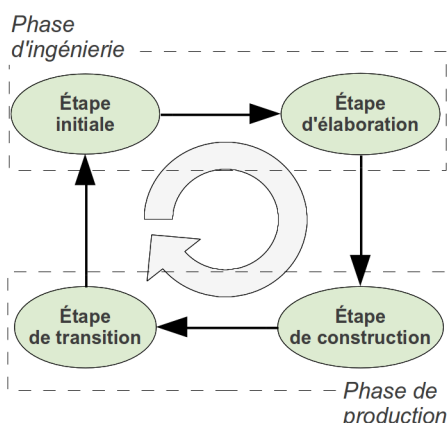 Phase
d'ingénierie
Étape
initiale
Étape
d'élaboration
Étape
de transition
Étape
de construction
Phase de
production